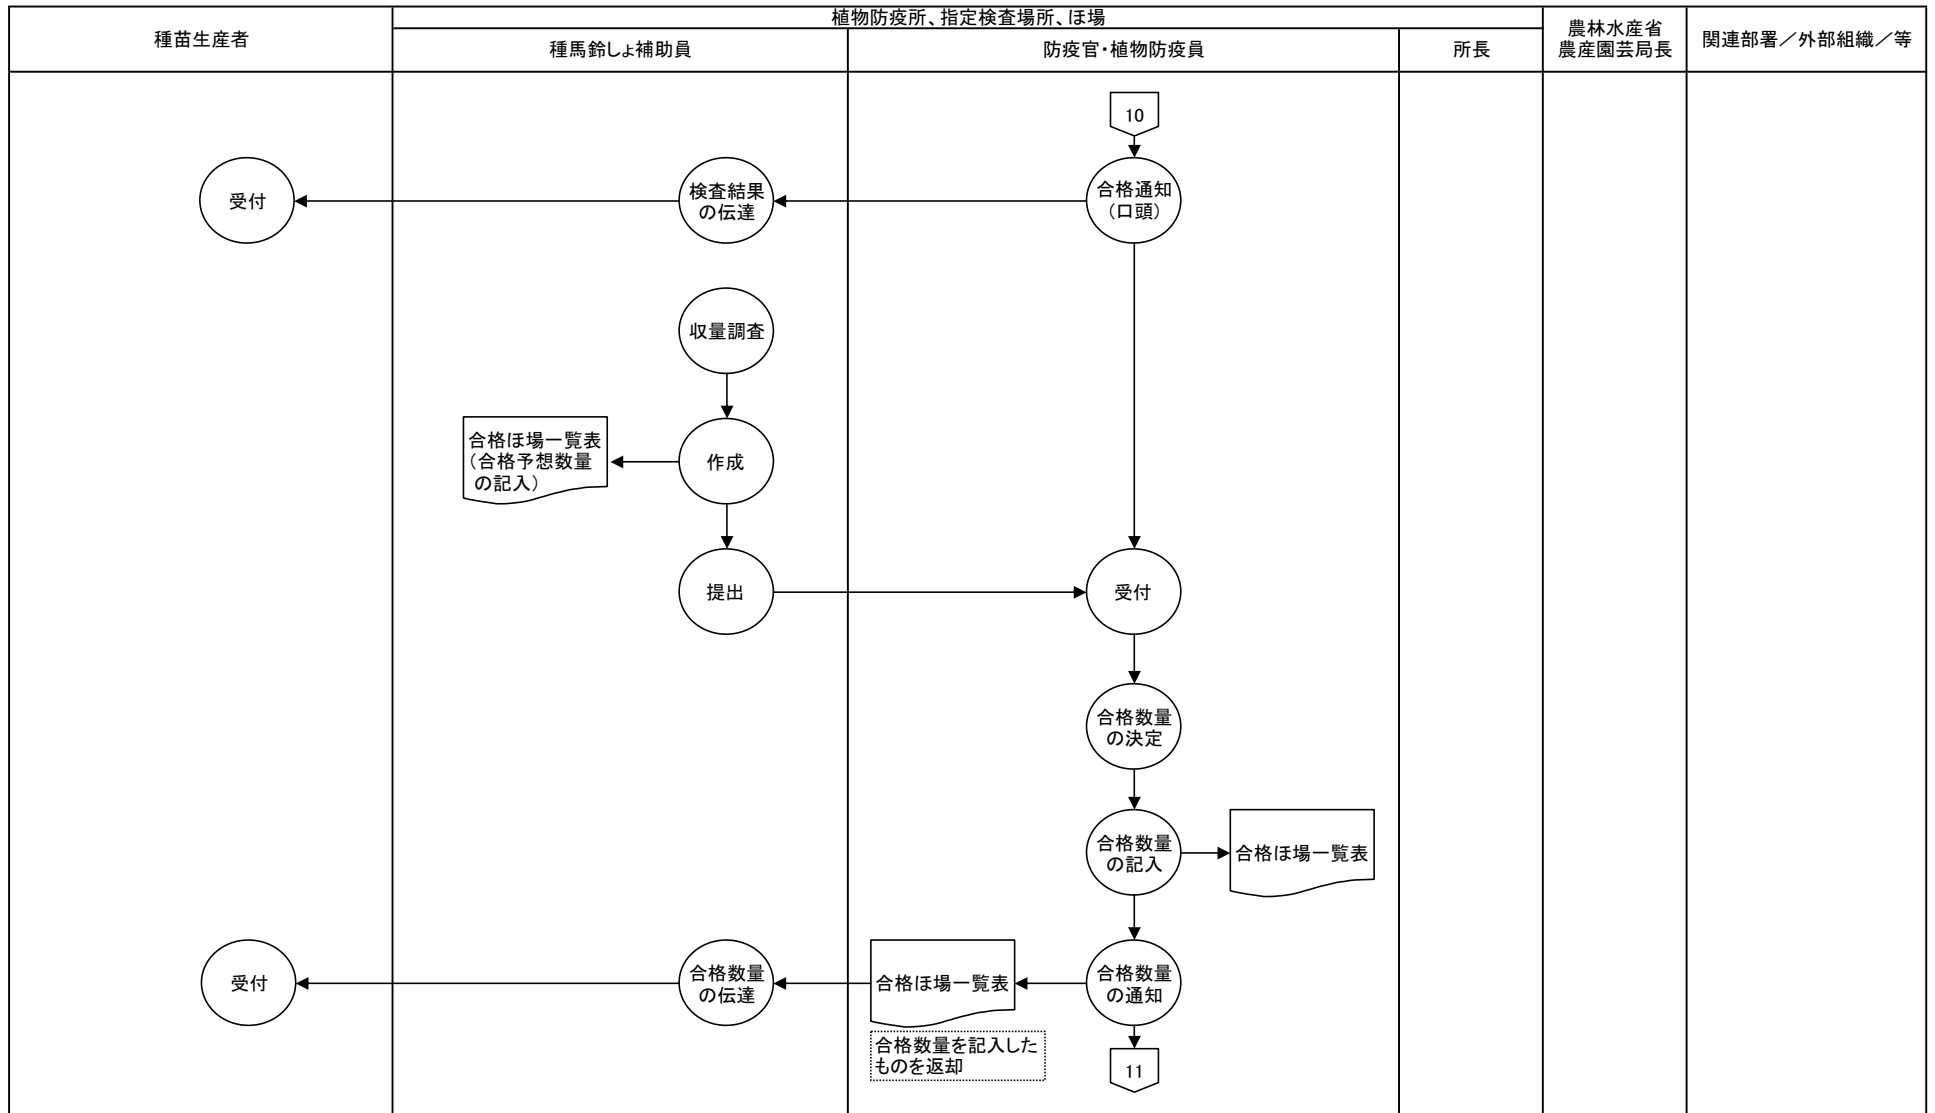 植物防疫所、指定検査場所、ほ場
種苗生産者
種馬鈴しょ補助員
防疫官・植物防疫員
所長
農林水産省
農産園芸局長
関連部署／外部組織／等
10
受付
検査結果
の伝達
合格通知
（口頭）
収量調査
合格ほ場一覧表
（合格予想数量
の記入）
作成
提出
受付
合格数量
の決定
合格数量
の記入
合格ほ場一覧表
受付
合格数量
の伝達
合格ほ場一覧表
合格数量
の通知
合格数量を記入した
ものを返却
11